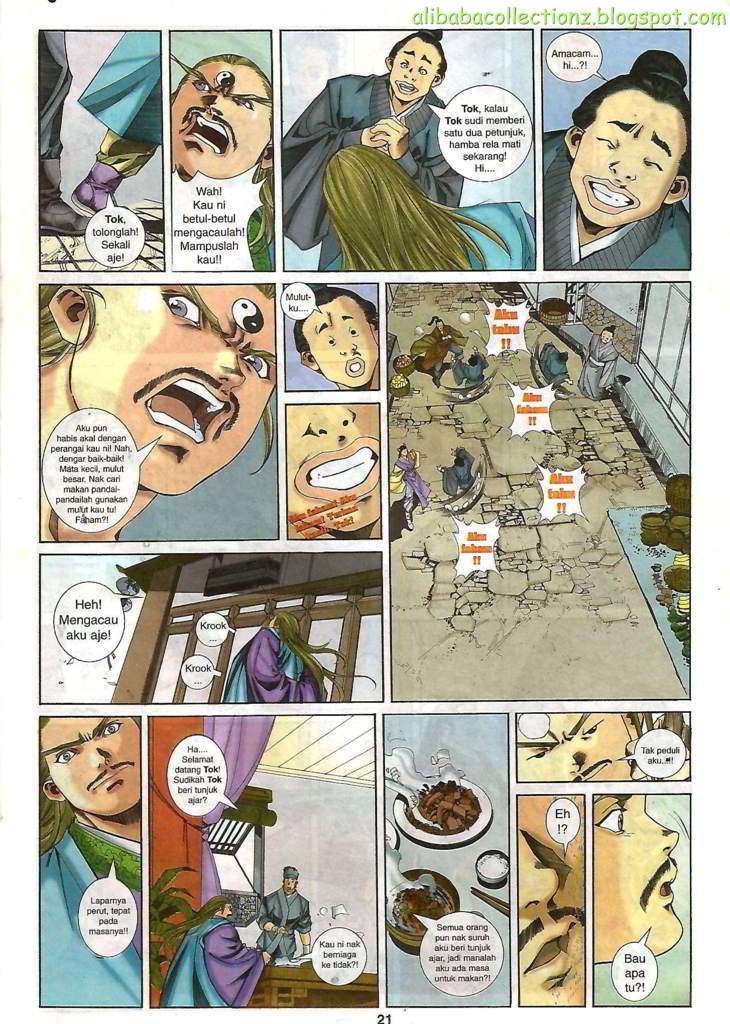 alibabacollectionz.blogspot.com
Tok,
tolonglah!
Sekali
aje!
Wah!
Kau ni
betul-betul
mengacaulah!
Mampuslah
kau!!
Tok, kalau
Tok sudi memberi
satu dua petunjuk,
hamba rela mati
sekarang!
Hi....
Amacam...
hi...?!
Aku pun
habis akal dengan
perangai kau ni! Nah,
dengar baik-baik!
Mata kecil, mulut
besar. Nak cari
makan pandai-
pandailah gunakan
mulut kau tu!
Faham?!
Mulut-
ku....
Aku
tahu
!!
Aku
faham
!!
Aku
tahu
!!
Aku
faham
!!
Heh!
Mengacau
aku aje!
Krook
...
Krook
...
Laparnya
perut, tepat
pada
masanya!!
Ha....
Selamat
datang Tok!
Sudikah Tok
beri tunjuk
ajar?
Kau ni nak
berniaga
ke tidak?!
Semua orang
pun nak suruh
aku beri tunjuk
ajar, jadi manalah
aku ada masa
untuk makan?!
Tak peduli
aku...!!
Eh
!?
Bau
apa
tu?!
21